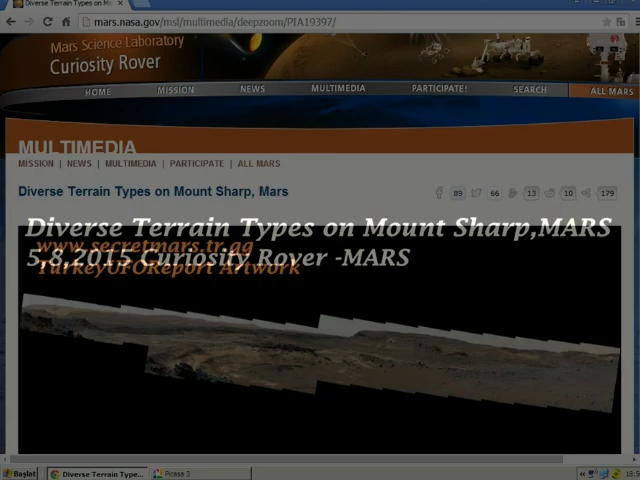 Diverse Terrain Types on M
mars.nasa.gov/msl/multimedia/deepzoom/PIA19397/
Mars Science Laboratory
Curiosity Rover
HOME MISSION NEWS MULTIMEDIA PARTICIPATE! SEARCH ALL MARS
MULTIMEDIA
MISSION | NEWS | MULTIMEDIA | PARTICIPATE | ALL MARS
Diverse Terrain Types on Mount Sharp, Mars
89 66 13 10 179
Diverse Terrain Types on Mount Sharp,MARS
www.secretmars.tr.gg
5,8,2015 Curiosity Rover -MARS
TurkeyUFOReport Artwork
Başlat Diverse Terrain Type... Picasa 3